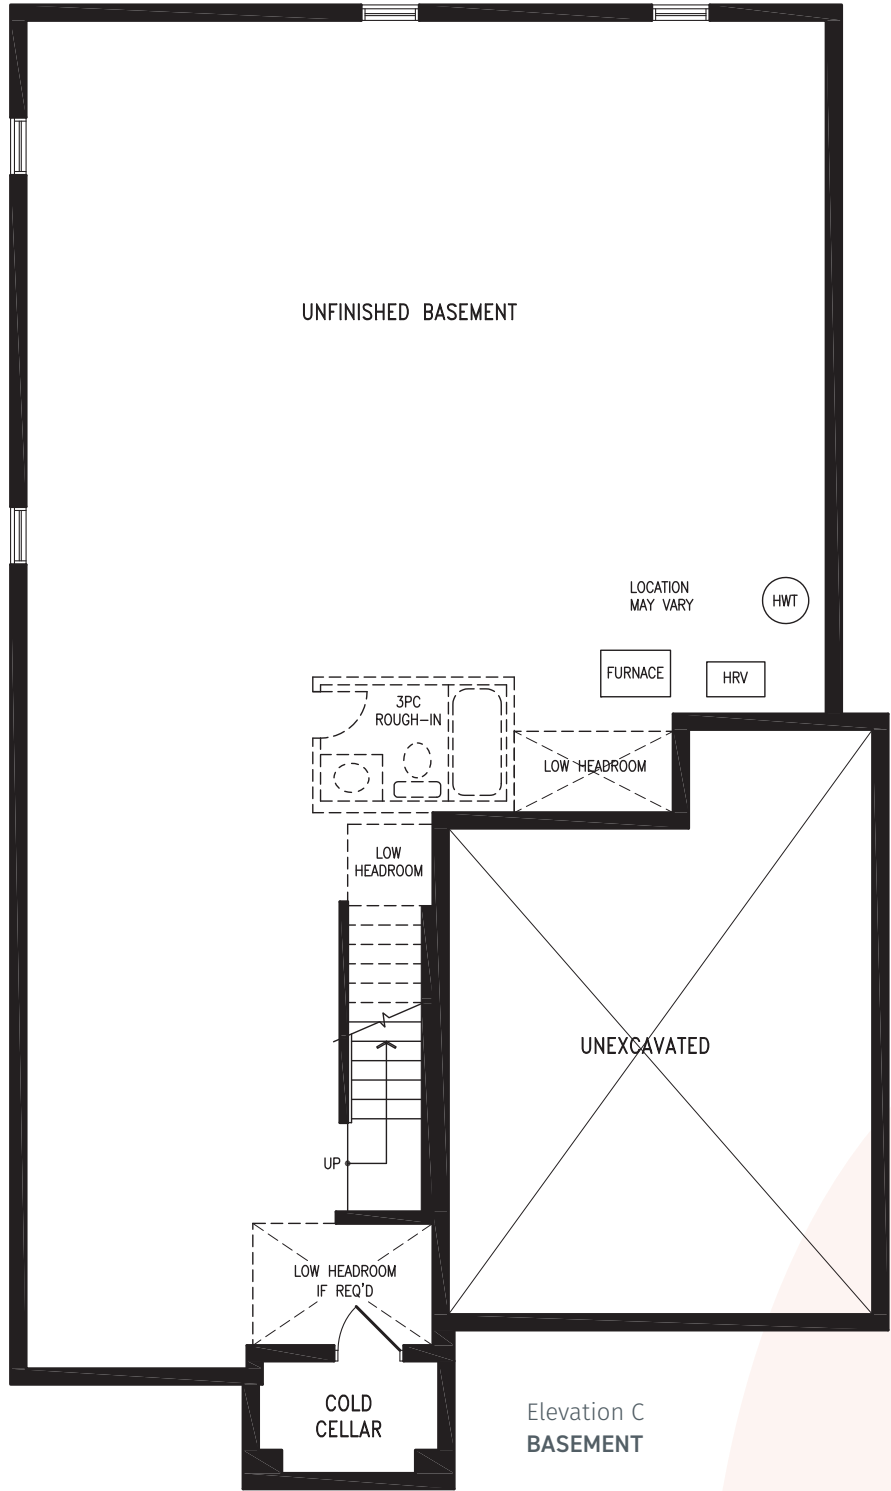 UNFINISHED BASEMENT
LOCATION
MAY VARY
HWT
FURNACE
HRV
3PC
ROUGH-IN
LOW HEADROOM
LOW
HEADROOM
UNEXCAVATED
UP
LOW HEADROOM
IF REQ'D
COLD
CELLAR
Elevation C
BASEMENT